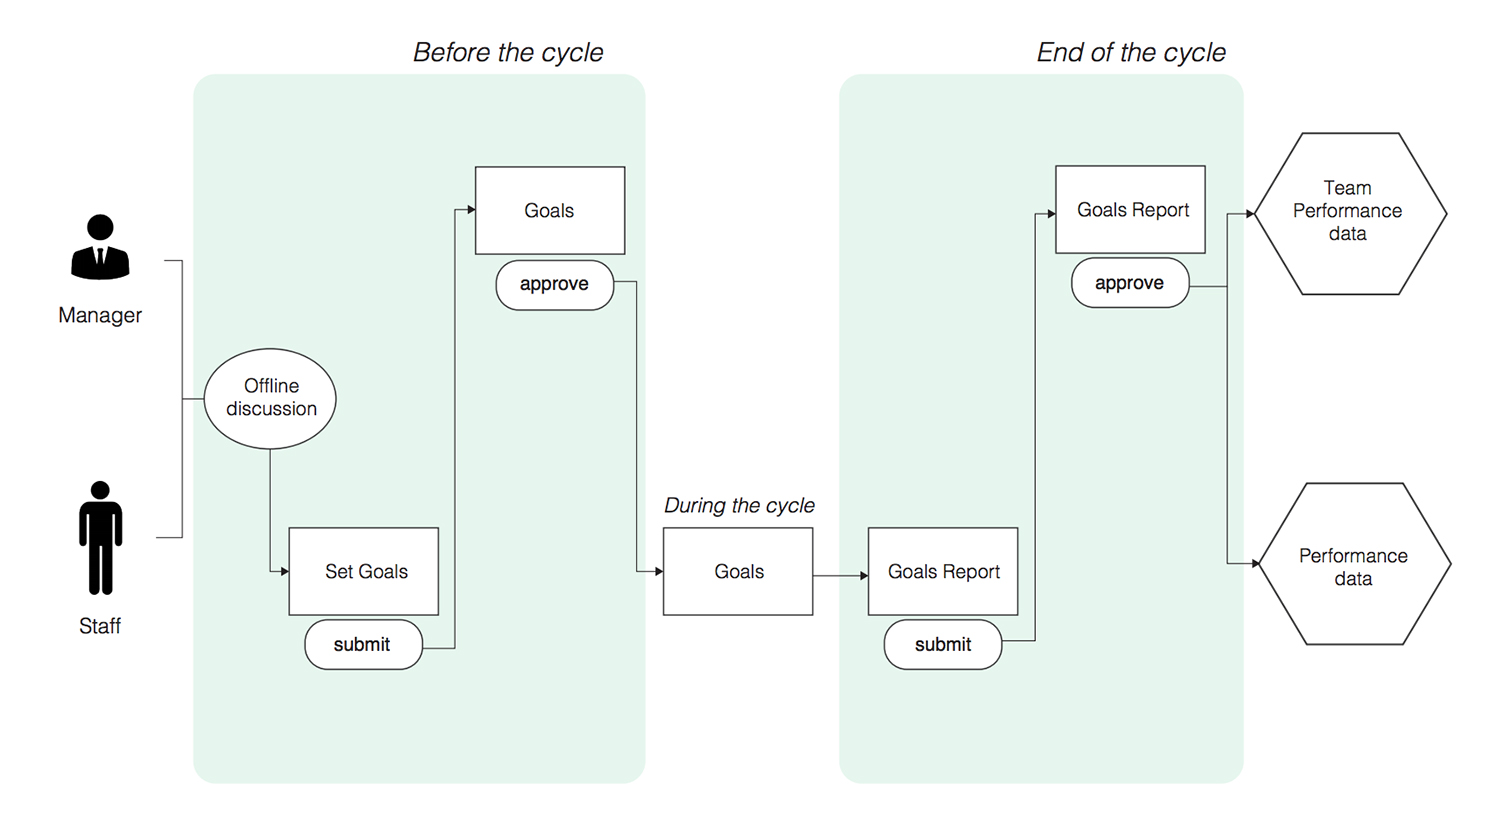 Before the cycle
End of the cycle
Manager
Staff
Offline
discussion
Set Goals
submit
Goals
approve
During the cycle
Goals
Goals Report
submit
Goals Report
approve
Team
Performance
data
Performance
data